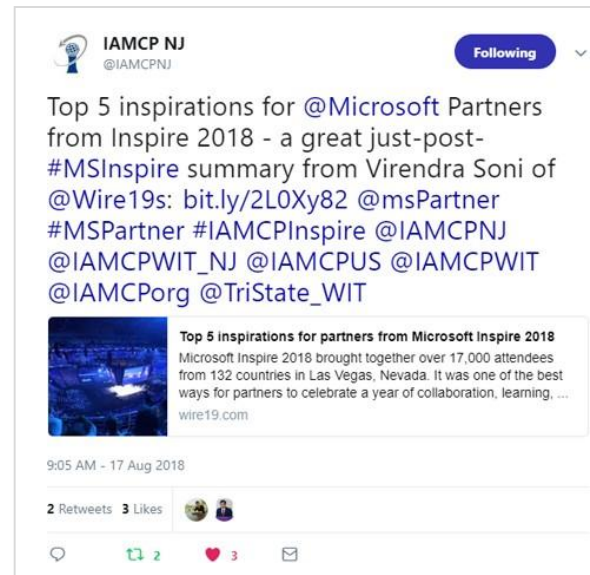 IAMCP NJ
@IAMCPNJ
Following
Top 5 inspirations for @Microsoft Partners
from Inspire 2018 - a great just-post-
#MSInspire summary from Virendra Soni of
@Wire19s: bit.ly/2L0Xy82 @msPartner
#MSPartner #IAMCPInspire @IAMCPNJ
@IAMCPWIT_NJ @IAMCPUS @IAMCPWIT
@IAMCPorg @TriState_WIT
Top 5 inspirations for partners from Microsoft Inspire 2018
Microsoft Inspire 2018 brought together over 17,000 attendees
from 132 countries in Las Vegas, Nevada. It was one of the best
ways for partners to celebrate a year of collaboration, learning, ...
wire19.com
9:05 AM - 17 Aug 2018
2 Retweets 3 Likes
2 3